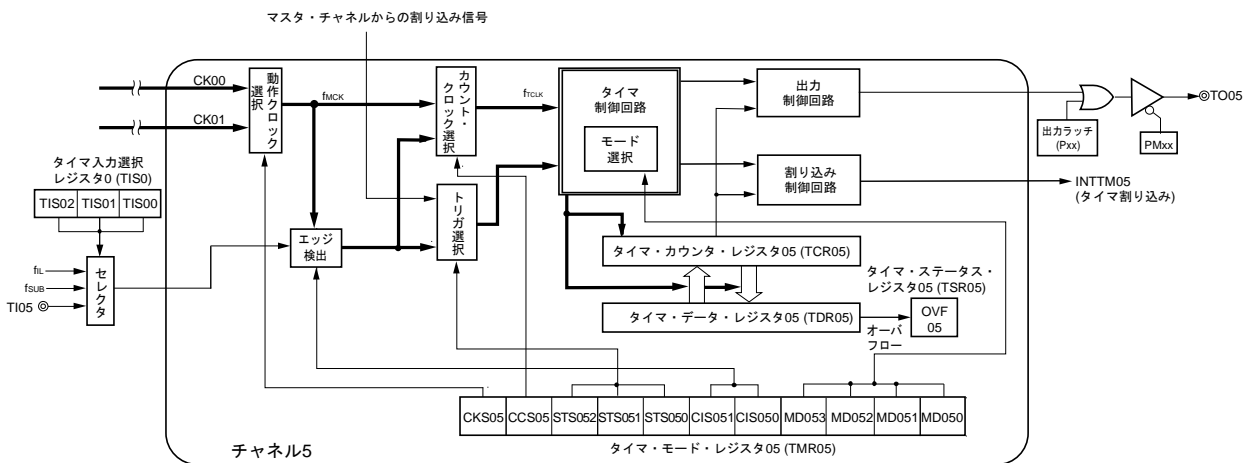 マスタ・チャネルからの割り込み信号
CK00
CK01
動作クロック
選択
fMCK
カウント・
クロック選択
fTCLK
タイマ
制御回路
モード
選択
出力
制御回路
出力ラッチ
(Pxx)
PMxx
TO05
割り込み
制御回路
INTTM05
(タイマ割り込み)
タイマ入力選択
レジスタ0 (TIS0)
TIS02 TIS01 TIS00
エッジ
検出
トリガ選択
fIL
fSUB
TI05
セレクタ
タイマ・カウンタ・レジスタ05 (TCR05)
タイマ・データ・レジスタ05 (TDR05)
タイマ・ステータス・
レジスタ05 (TSR05)
OVF
05
オーバ
フロー
CKS05 CCS05 STS052 STS051 STS050 CIS051 CIS050 MD053 MD052 MD051 MD050
タイマ・モード・レジスタ05 (TMR05)
チャネル5